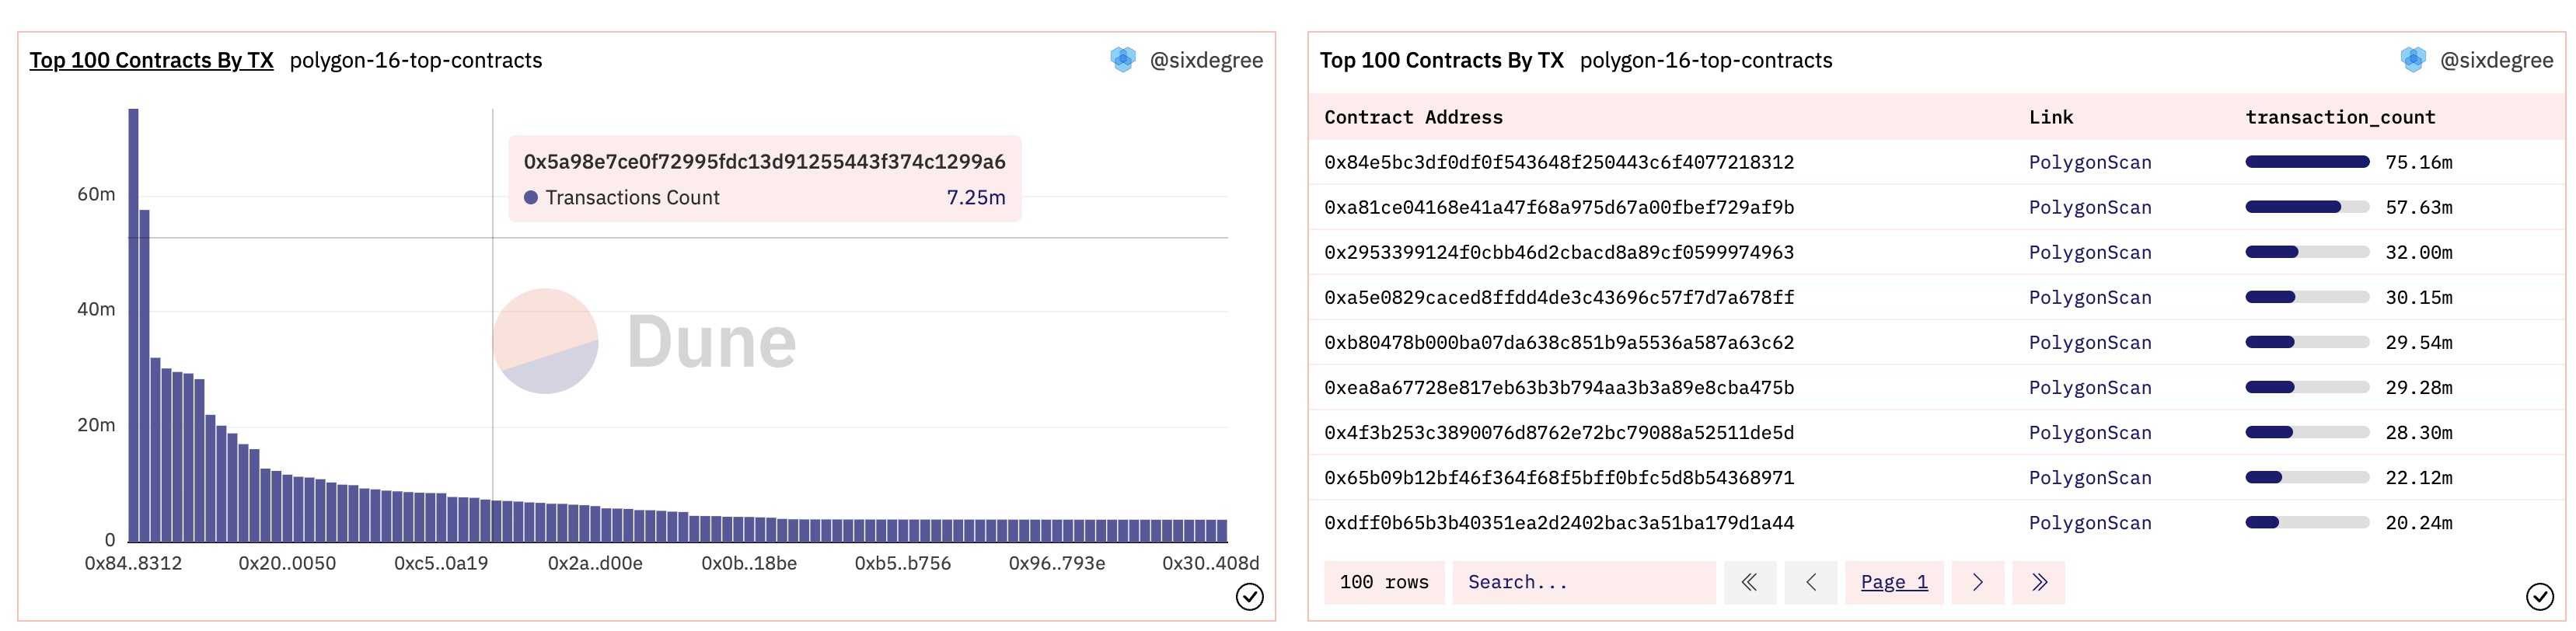 Top 100 Contracts By TX polygon-16-top-contracts @sixdegree
60m
40m
20m
0
0x5a98e7ce0f72995fdc13d91255443f374c1299a6
Transactions Count 7.25m
Dune
0x84..8312 0x20..0050 0xc5..0a19 0x2a..d00e 0x0b..18be 0xb5..b756 0x96..793e 0x30..408d
Top 100 Contracts By TX polygon-16-top-contracts @sixdegree
Contract Address Link transaction_count
0x84e5bc3df0df0f543648f250443c6f4077218312 PolygonScan 75.16m
0xa81ce04168e41a47f68a975d67a00fbef729af9b PolygonScan 57.63m
0x2953399124f0cbb46d2cbacd8a89cf0599974963 PolygonScan 32.00m
0xa5e0829caced8ffdd4de3c43696c57f7d7a678ff PolygonScan 30.15m
0xb80478b000ba07da638c851b9a5536a587a63c62 PolygonScan 29.54m
0xea8a67728e817eb63b3b794aa3b3a89e8cba475b PolygonScan 29.28m
0x4f3b253c3890076d8762e72bc79088a52511de5d PolygonScan 28.30m
0x65b09b12bf46f364f68f5bff0bfc5d8b54368971 PolygonScan 22.12m
0xdff0b65b3b40351ea2d2402bac3a51ba179d1a44 PolygonScan 20.24m
100 rows Search... Page 1